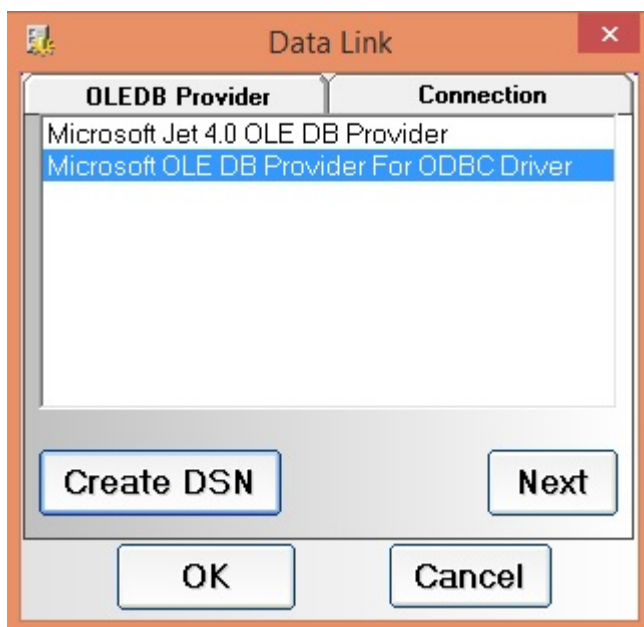 Data Link
OLEDB Provider
Connection
Microsoft Jet 4.0 OLE DB Provider
Microsoft OLE DB Provider For ODBC Driver
Create DSN
Next
OK
Cancel